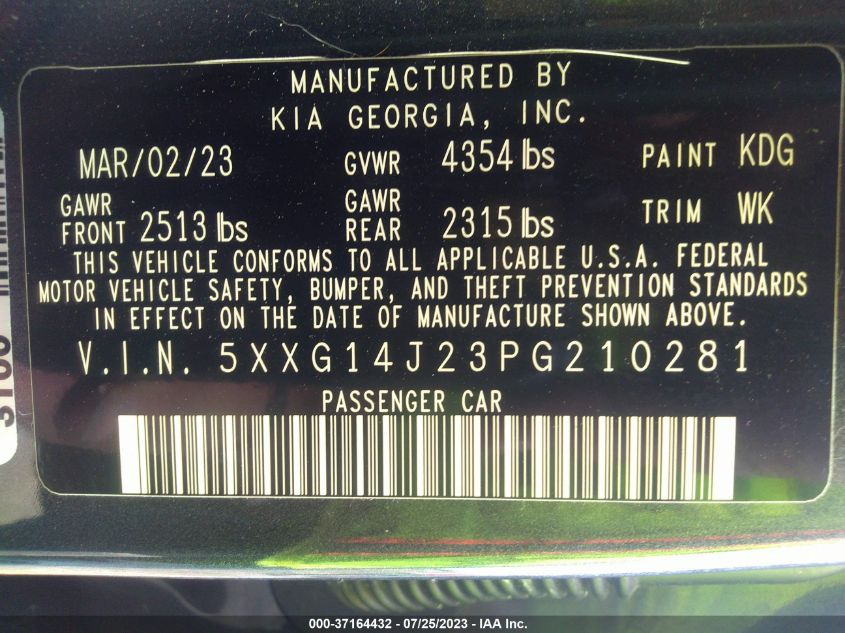 MANUFACTURED BY
KIA GEORGIA, INC.
MAR/02/23 GVWR 4354 lbs PAINT KDG
GAWR FRONT 2513 lbs GAWR REAR 2315 lbs TRIM WK
THIS VEHICLE CONFORMS TO ALL APPLICABLE U.S.A. FEDERAL
MOTOR VEHICLE SAFETY, BUMPER, AND THEFT PREVENTION STANDARDS
IN EFFECT ON THE DATE OF MANUFACTURE SHOWN ABOVE.
V.I.N. 5XXG14J23PG210281
PASSENGER CAR
000-37164432 - 07/25/2023 - IAA Inc.